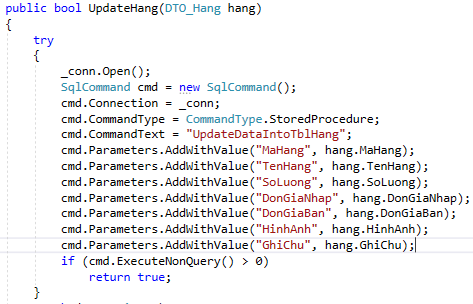 public bool UpdateHang(DTO_Hang hang)
{
try
{
_conn.Open();
SqlCommand cmd = new SqlCommand();
cmd.Connection = _conn;
cmd.CommandType = CommandType.StoredProcedure;
cmd.CommandText = "UpdateDataIntoTblHang";
cmd.Parameters.AddWithValue("MaHang", hang.MaHang);
cmd.Parameters.AddWithValue("TenHang", hang.TenHang);
cmd.Parameters.AddWithValue("SoLuong", hang.SoLuong);
cmd.Parameters.AddWithValue("DonGiaNhap", hang.DonGiaNhap);
cmd.Parameters.AddWithValue("DonGiaBan", hang.DonGiaBan);
cmd.Parameters.AddWithValue("HinhAnh", hang.HinhAnh);
cmd.Parameters.AddWithValue("GhiChu", hang.GhiChu);
if (cmd.ExecuteNonQuery() > 0)
return true;
}